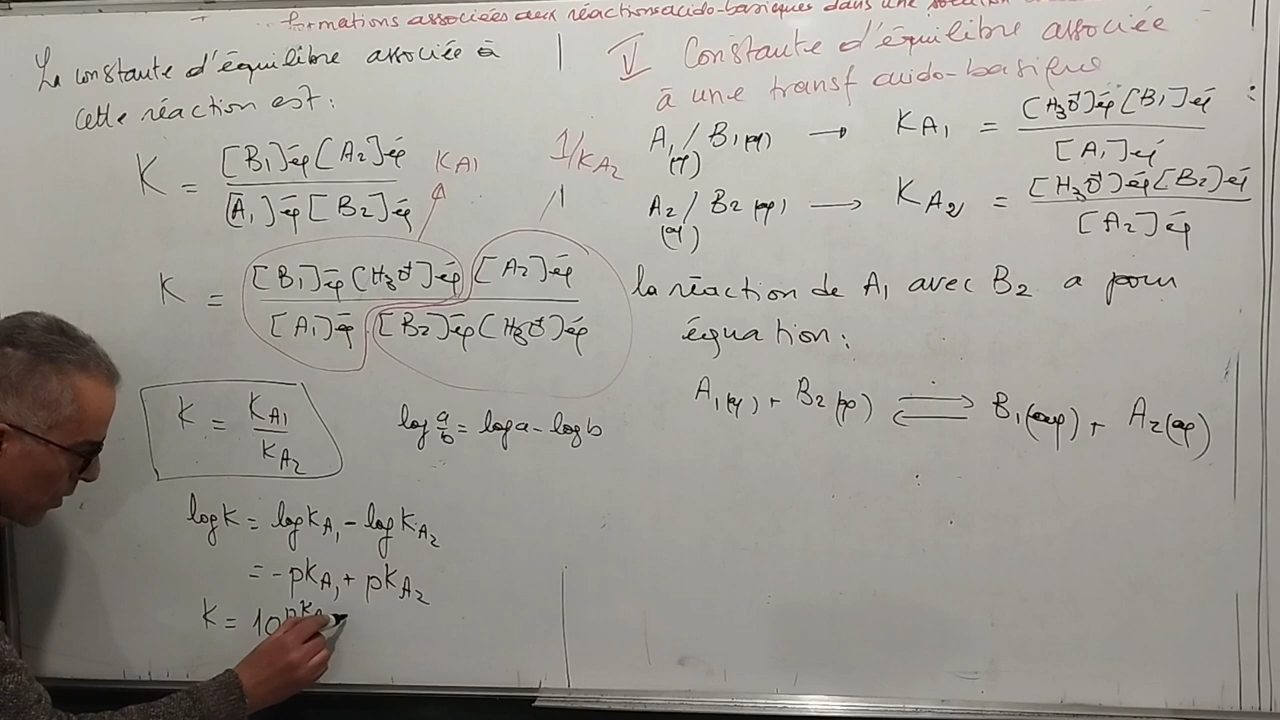 formations associées aux réactions acido-basiques dans une
La constante d'équilibre associée à
cette réaction est:
K = [B1]éq [A2]éq / [A1]éq [B2]éq
KA1
1/KA2
K = [B1]éq [H3O+]éq [A2]éq / [A1]éq [B2]éq [H3O+]éq
K = KA1 / KA2
log a/b = log a - log b
log K = log KA1 - log KA2
= - pKA1 + pKA2
K = 10^pK
V Constante d'équilibre associée
à une transf acido-basique :
A1(aq) / B1(aq) → KA1 = [H3O+]éq [B1]éq / [A1]éq
A2(aq) / B2(aq) → KA2 = [H3O+]éq [B2]éq / [A2]éq
la réaction de A1 avec B2 a pour
équation:
A1(aq) + B2(aq) ⇌ B1(aq) + A2(aq)